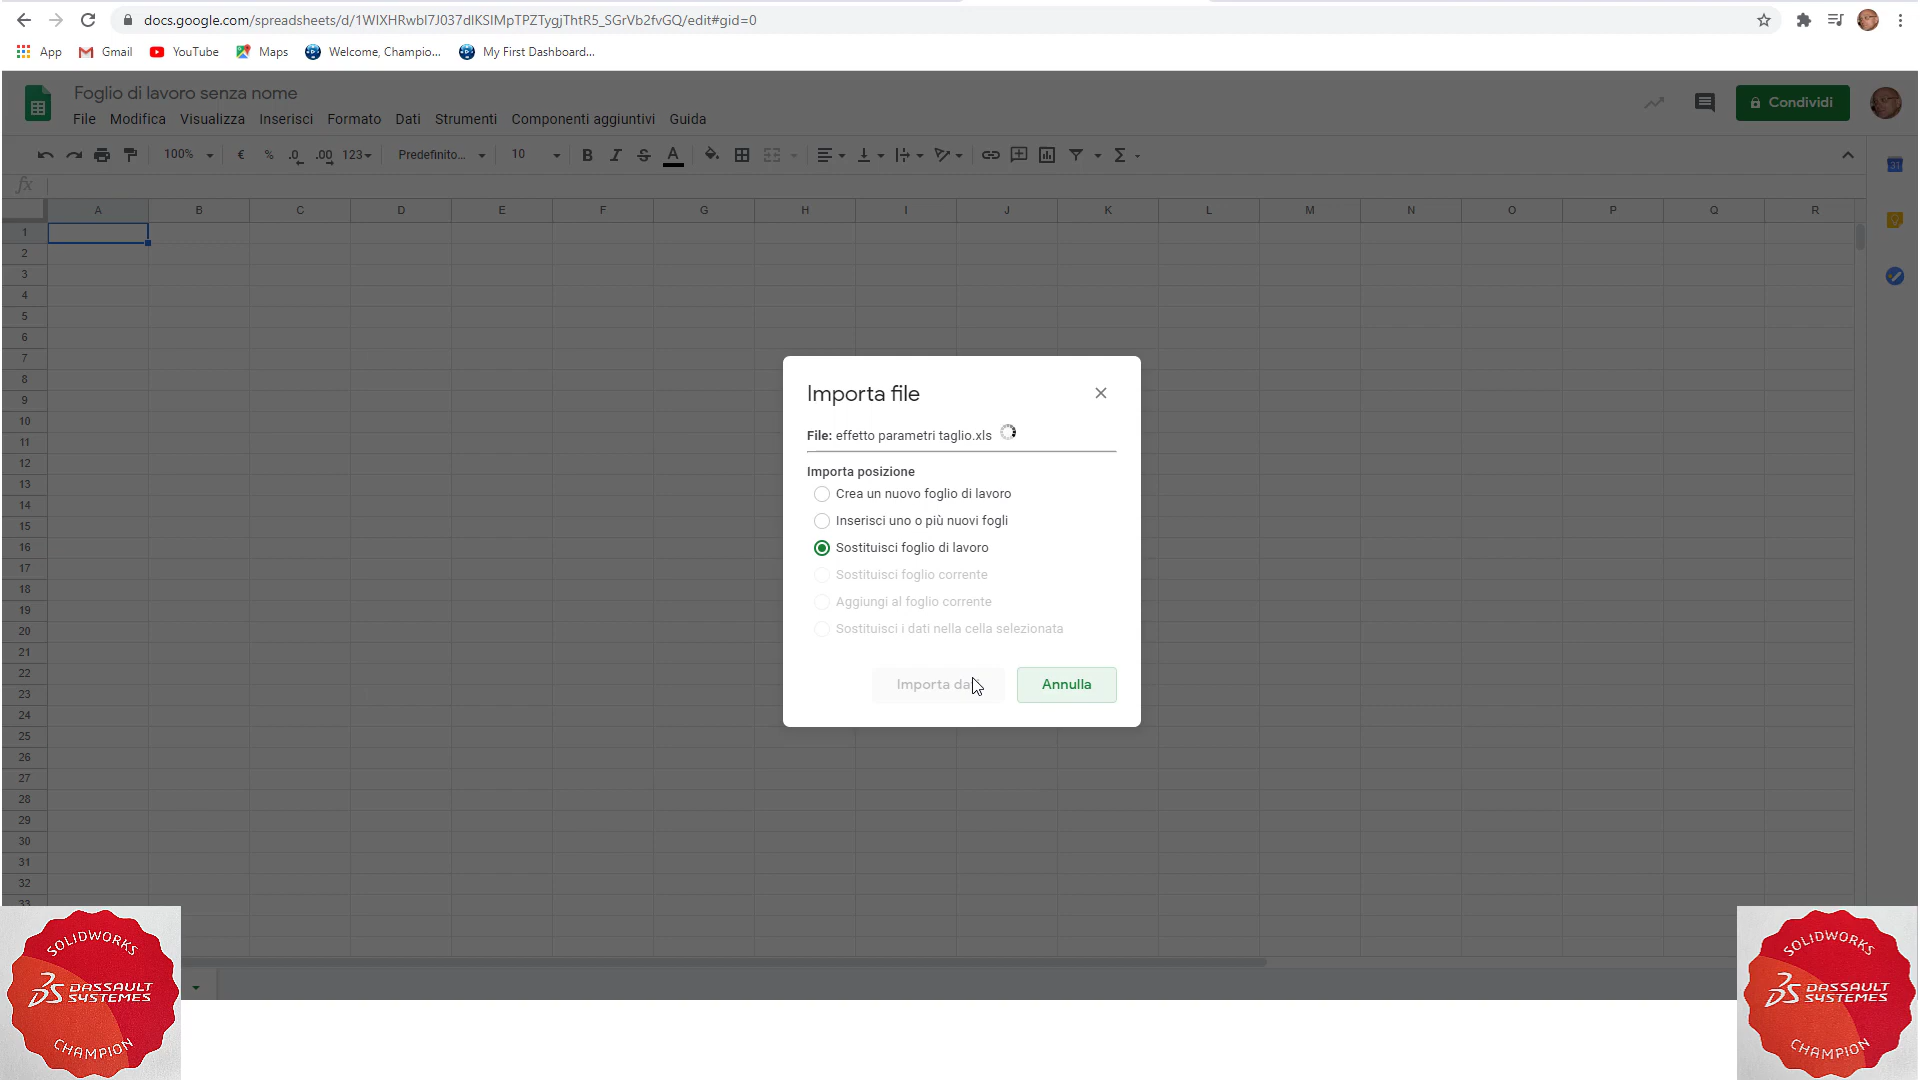 docs.google.com/spreadsheets/d/1WIXHRwbI7J037dIKSIMpTPZTygjThtR5_SGrVb2fvGQ/edit#gid=0
App Gmail YouTube Maps Welcome, Champio... My First Dashboard...
Foglio di lavoro senza nome
File Modifica Visualizza Inserisci Formato Dati Strumenti Componenti aggiuntivi Guida
Condividi
100% € % .0 .00 123 Predefinito... 10 B I S A Σ
31
fx
A B C D E F G H I J K L M N O P Q R
1
2
3
4
5
6
7
8
9
10
11
12
13
14
15
16
17
18
19
20
21
22
23
24
25
26
27
28
29
30
31
32
33
Importa file
File: effetto parametri taglio.xls
Importa posizione
Crea un nuovo foglio di lavoro
Inserisci uno o più nuovi fogli
Sostituisci foglio di lavoro
Sostituisci foglio corrente
Aggiungi al foglio corrente
Sostituisci i dati nella cella selezionata
Importa da
Annulla
SOLIDWORKS
DASSAULT
SYSTEMES
CHAMPION
SOLIDWORKS
DASSAULT
SYSTEMES
CHAMPION